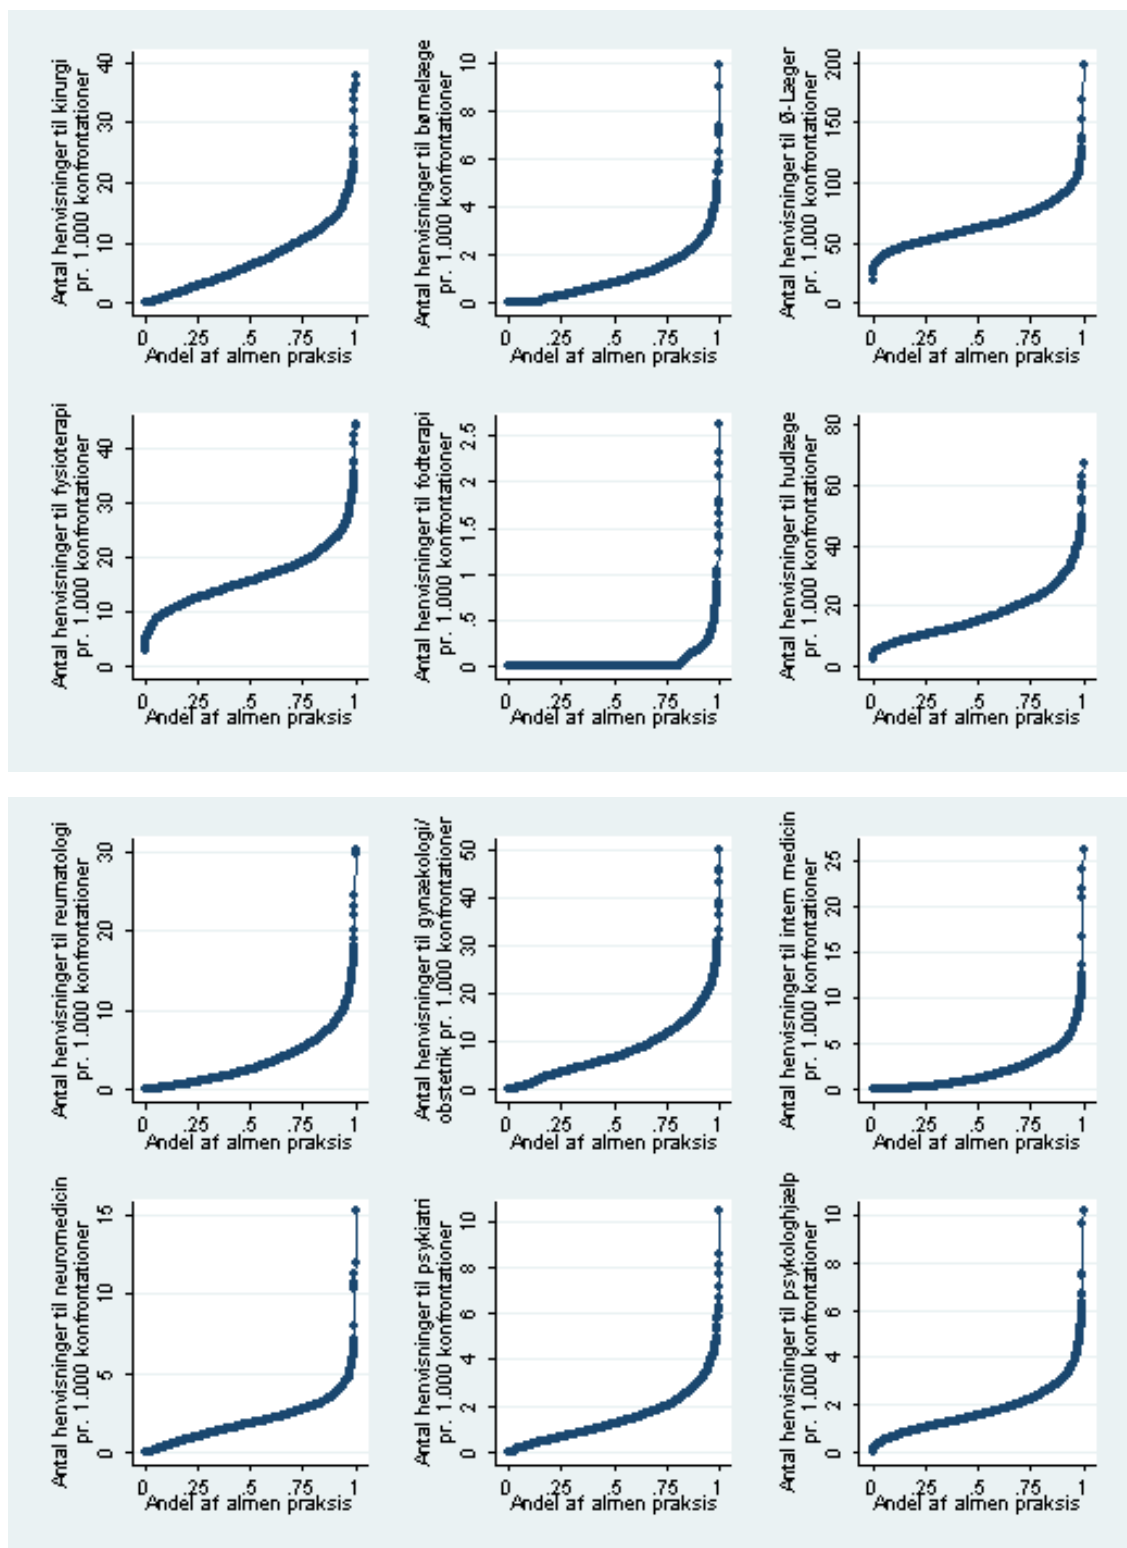 Antal henvisninger til kirurgi
pr. 1.000 konfrontationer
0 10 20 30 40
0 .25 .5 .75 1
Andel af almen praksis
Antal henvisninger til børnelæge
pr. 1.000 konfrontationer
0 2 4 6 8 10
0 .25 .5 .75 1
Andel af almen praksis
Antal henvisninger til Ø-Læger
pr. 1.000 konfrontationer
0 50 100 150 200
0 .25 .5 .75 1
Andel af almen praksis
Antal henvisninger til fysioterapi
pr. 1.000 konfrontationer
0 10 20 30 40
0 .25 .5 .75 1
Andel af almen praksis
Antal henvisninger til fodterapi
pr. 1.000 konfrontationer
0 .5 1 1.5 2 2.5
0 .25 .5 .75 1
Andel af almen praksis
Antal henvisninger til hudlæge
pr. 1.000 konfrontationer
0 20 40 60 80
0 .25 .5 .75 1
Andel af almen praksis
Antal henvisninger til reumatologi
pr. 1.000 konfrontationer
0 10 20 30
0 .25 .5 .75 1
Andel af almen praksis
Antal henvisninger til gynækologi/
obstetrik pr. 1.000 konfrontationer
0 10 20 30 40 50
0 .25 .5 .75 1
Andel af almen praksis
Antal henvisninger til intern medicin
pr. 1.000 konfrontationer
0 5 10 15 20 25
0 .25 .5 .75 1
Andel af almen praksis
Antal henvisninger til neuromedicin
pr. 1.000 konfrontationer
0 5 10 15
0 .25 .5 .75 1
Andel af almen praksis
Antal henvisninger til psykiatri
pr. 1.000 konfrontationer
0 2 4 6 8 10
0 .25 .5 .75 1
Andel af almen praksis
Antal henvisninger til psykologhjælp
pr. 1.000 konfrontationer
0 2 4 6 8 10
0 .25 .5 .75 1
Andel af almen praksis